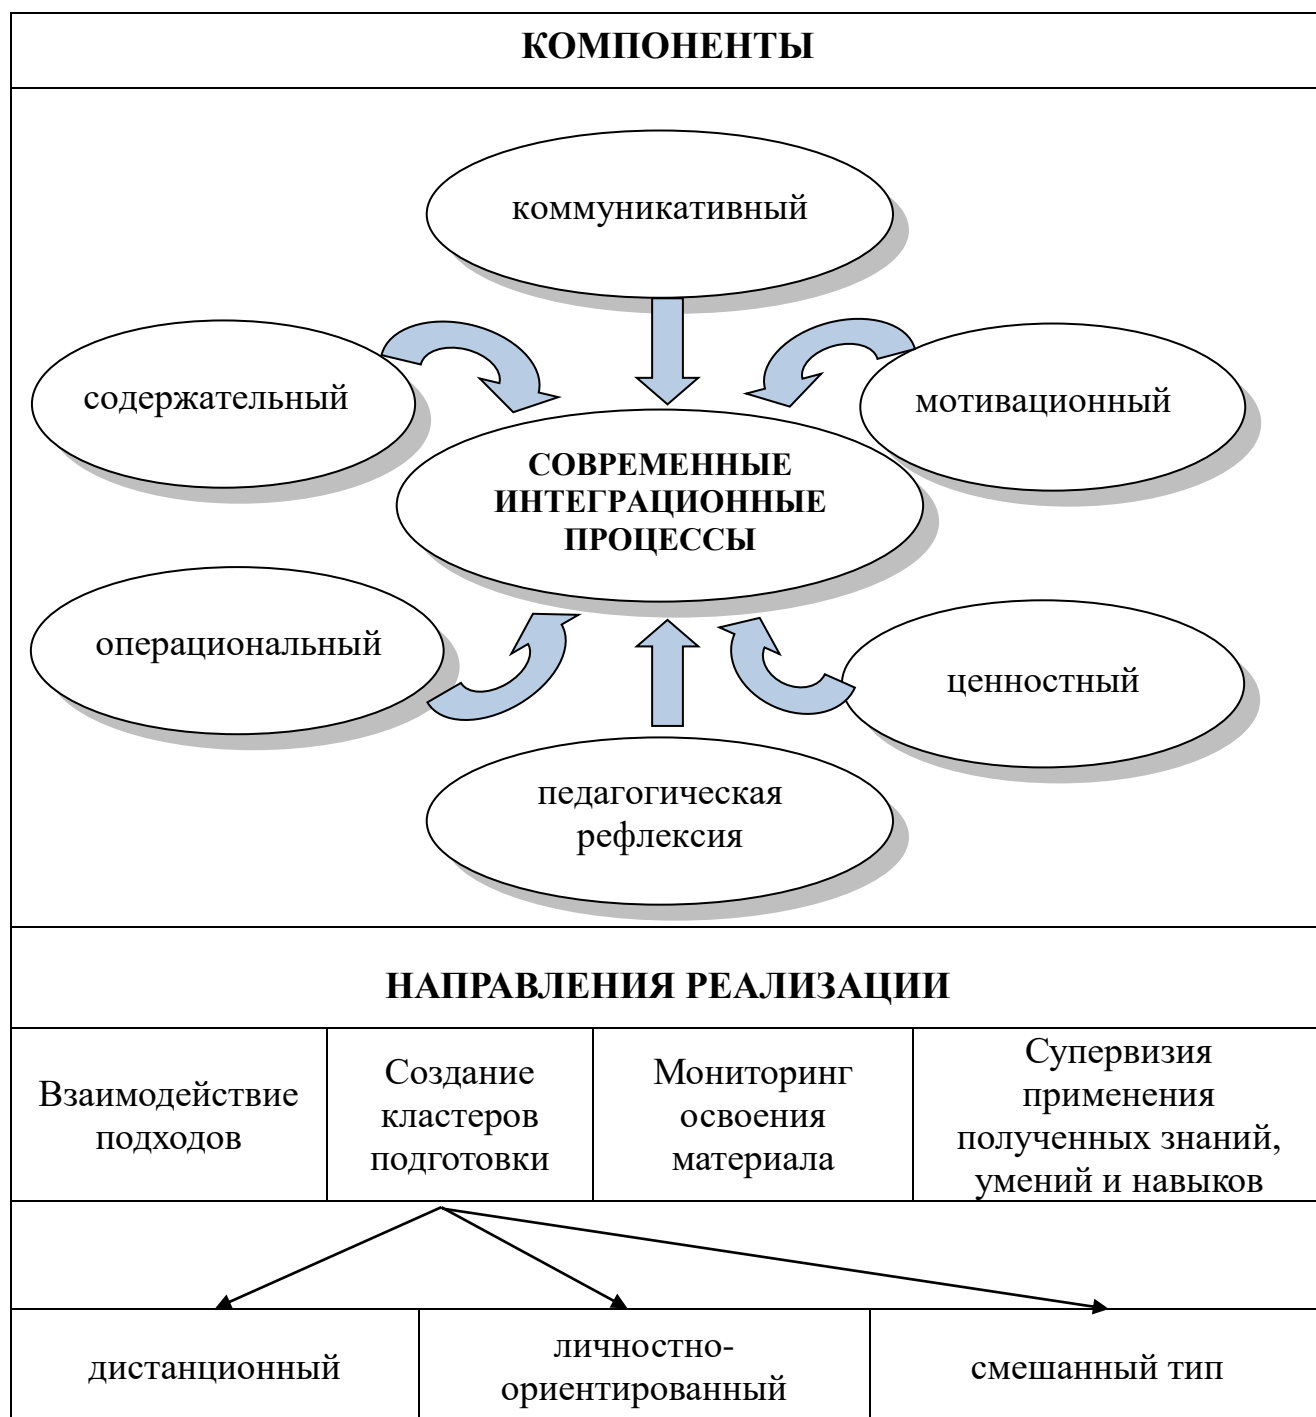 КОМПОНЕНТЫ
коммуникативный
содержательный
мотивационный
СОВРЕМЕННЫЕ
ИНТЕГРАЦИОННЫЕ
ПРОЦЕССЫ
операциональный
ценностный
педагогическая
рефлексия
НАПРАВЛЕНИЯ РЕАЛИЗАЦИИ
Взаимодействие
подходов
Создание
кластеров
подготовки
Мониторинг
освоения
материала
Супервизия
применения
полученных знаний,
умений и навыков
дистанционный
личностно-
ориентированный
смешанный тип